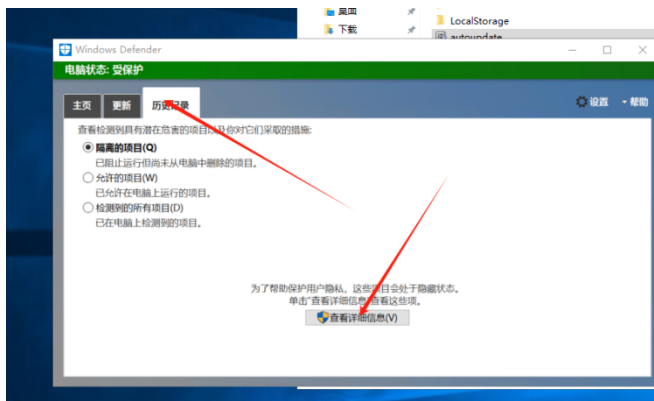 桌面
下载
LocalStorage
autoupdate
Windows Defender
电脑状态: 受保护
主页
更新
历史记录
设置
帮助
查看检测到具有潜在危害的项目以及你对它们采取的措施:
隔离的项目(Q)
已阻止运行但尚未从电脑中删除的项目。
允许的项目(W)
已允许在电脑上运行的项目。
检测到的所有项目(D)
已在电脑上检测到的项目。
为了帮助保护用户隐私，这些项目会处于隐藏状态。
单击"查看详细信息"查看这些项。
查看详细信息(V)